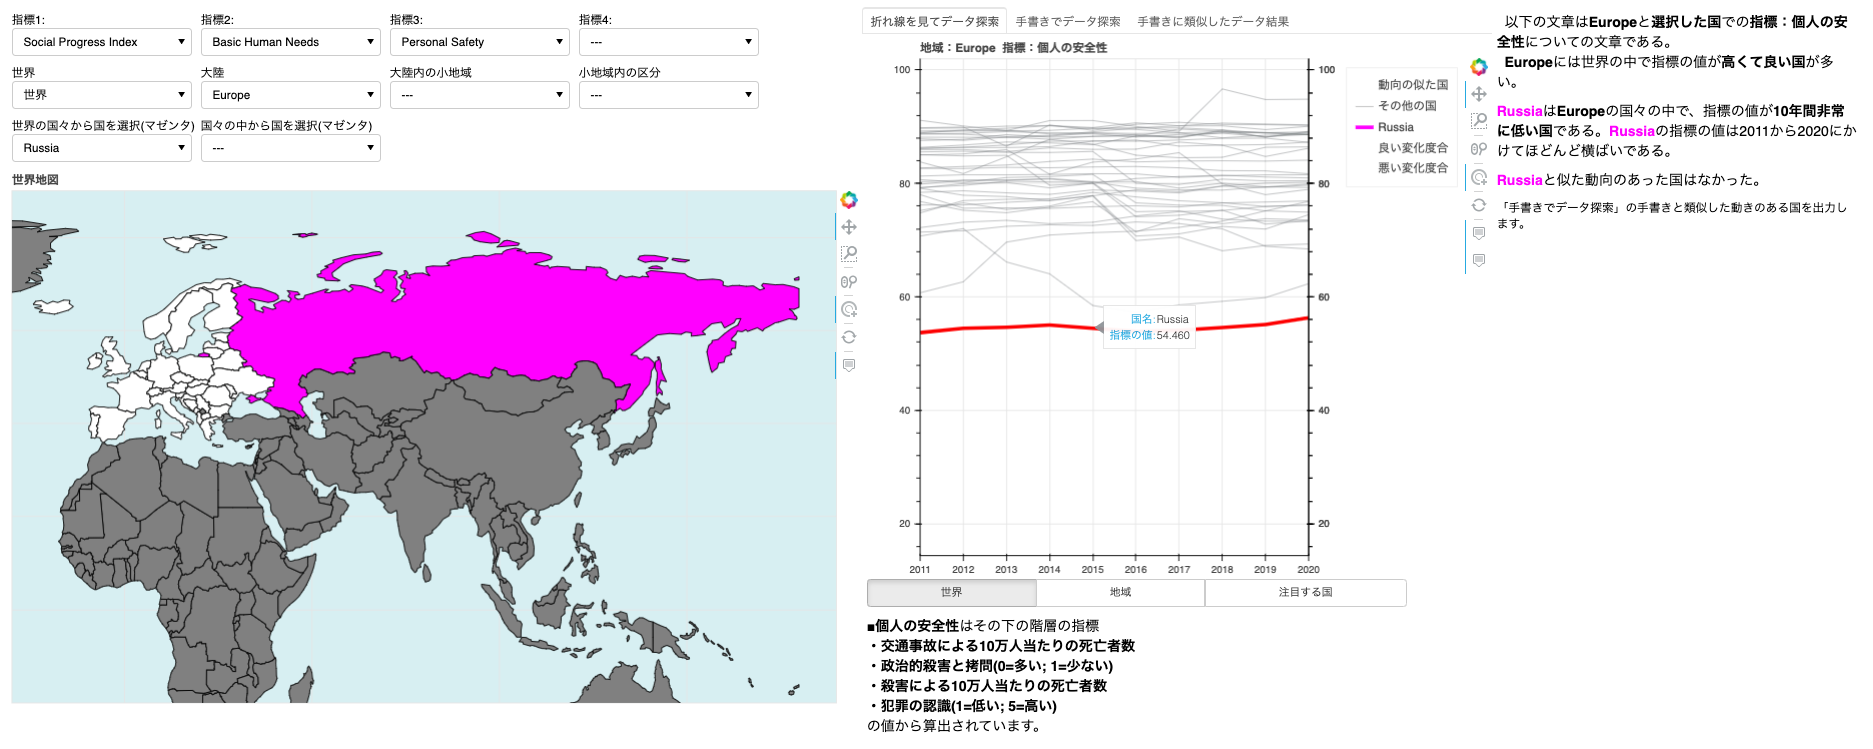 指標1:
指標2:
指標3:
指標4:
Social Progress Index
Basic Human Needs
Personal Safety
---
世界
大陸
大陸内の小地域
小地域内の区分
世界
Europe
---
---
世界の国々から国を選択(マゼンタ)
国々の中から国を選択(マゼンタ)
Russia
---
世界地図
折れ線を見てデータ探索
手書きでデータ探索
手書きに類似したデータ結果
地域：Europe 指標：個人の安全性
100
80
60
40
20
100
80
60
40
20
2011
2012
2013
2014
2015
2016
2017
2018
2019
2020
国名:Russia
指標の値:54.460
動向の似た国
その他の国
Russia
良い変化度合
悪い変化度合
世界
地域
注目する国
■個人の安全性はその下の階層の指標
・交通事故による10万人当たりの死亡者数
・政治的殺害と拷問(0=多い; 1=少ない)
・殺害による10万人当たりの死亡者数
・犯罪の認識(1=低い; 5=高い)
の値から算出されています。
以下の文章はEuropeと選択した国での指標：個人の安
全性についての文章である。
Europeには世界の中で指標の値が高くて良い国が多
い。
RussiaはEuropeの国々の中で、指標の値が10年間非常
に低い国である。Russiaの指標の値は2011から2020にか
けてほどんど横ばいである。
Russiaと似た動向のあった国はなかった。
「手書きでデータ探索」の手書きと類似した動きのある国を出力し
ます。